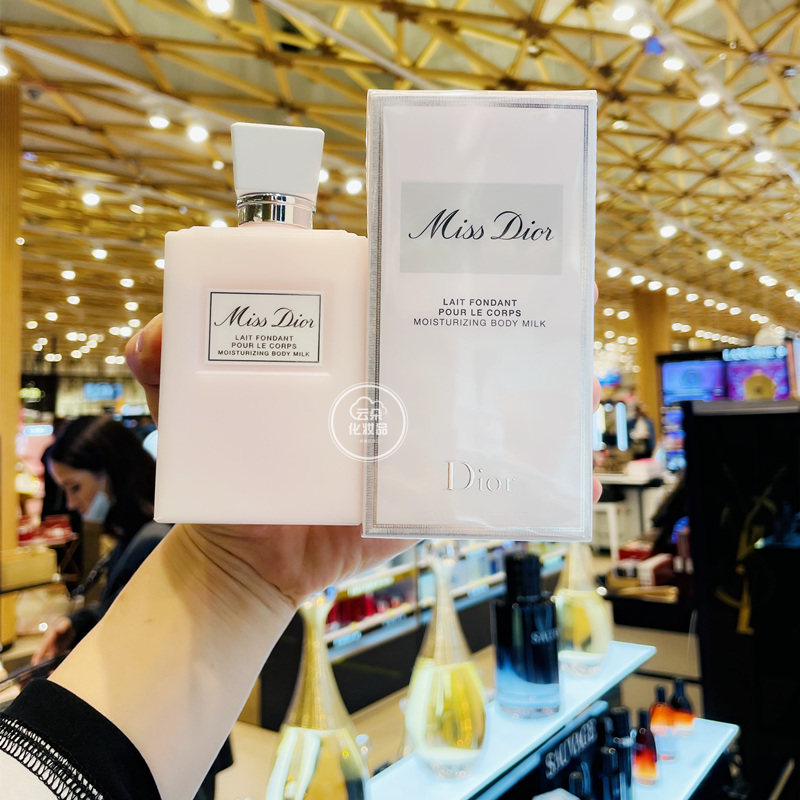 Miss Dior
LAIT FONDANT
POUR LE CORPS
MOISTURIZING BODY MILK
Miss Dior
LAIT FONDANT
POUR LE CORPS
MOISTURIZING BODY MILK
Dior
云朵
化妆品
SAUVAGE